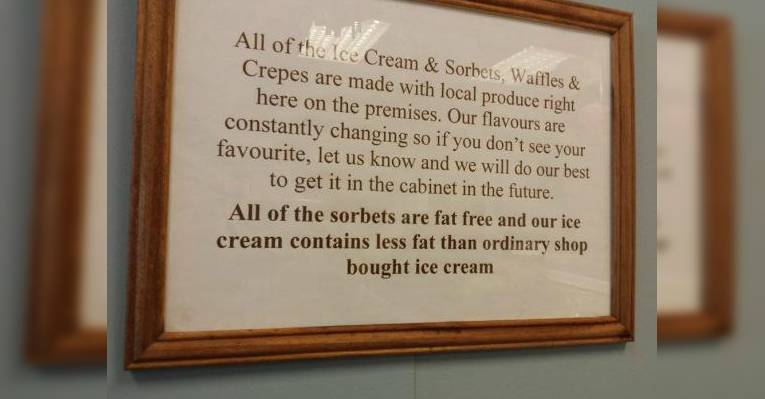 All of the Ice Cream & Sorbets, Waffles &
Crepes are made with local produce right
here on the premises. Our flavours are
constantly changing so if you don't see your
favourite, let us know and we will do our best
to get it in the cabinet in the future.
All of the sorbets are fat free and our ice
cream contains less fat than ordinary shop
bought ice cream